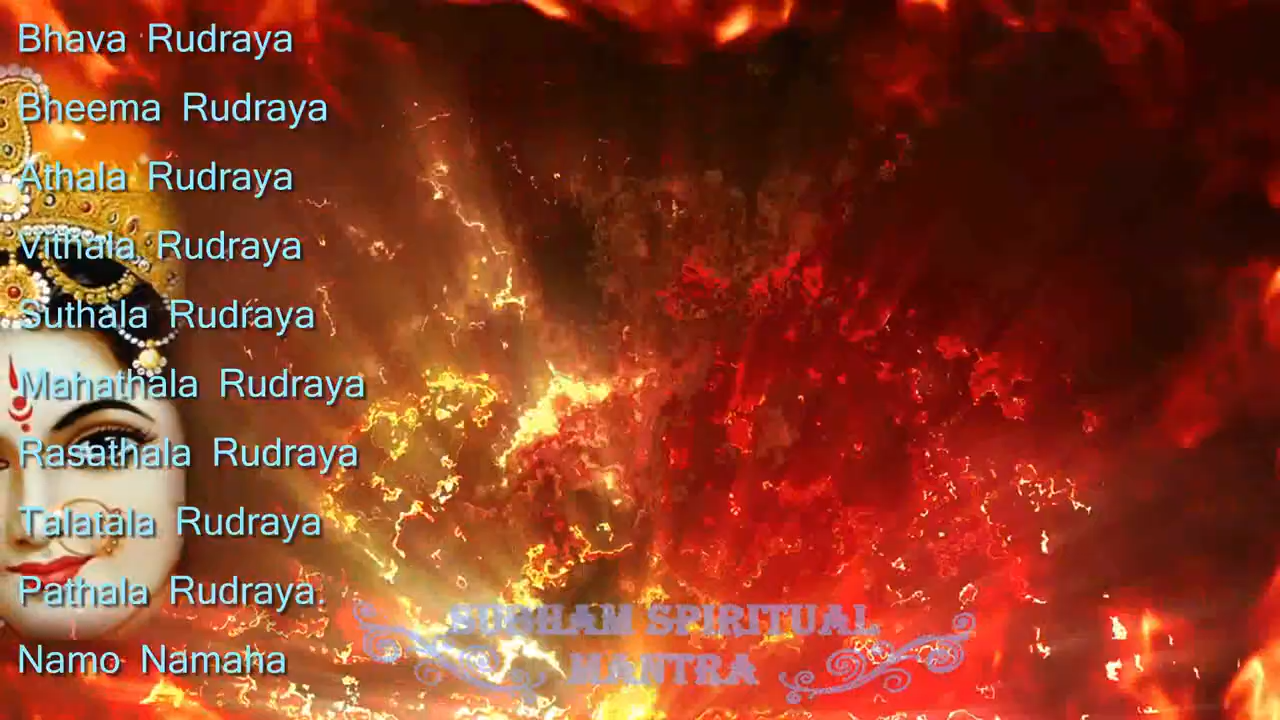 Bhava Rudraya
Bheema Rudraya
Athala Rudraya
Vithala Rudraya
Suthala Rudraya
Mahathala Rudraya
Rasathala Rudraya
Talatala Rudraya
Pathala Rudraya.
Namo Namaha
SUBHAM SPIRITUAL
MANTRA